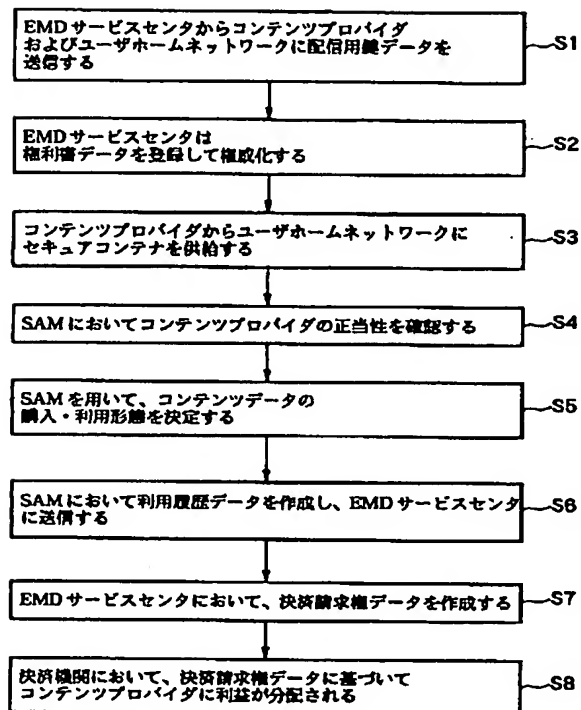 EMDサービスセンタからコンテンツプロバイダ
およびユーザホームネットワークに配信用鍵データを
送信する
S1
EMDサービスセンタは
権利書データを登録して権威化する
S2
コンテンツプロバイダからユーザホームネットワークに
セキュアコンテナを供給する
S3
SAMにおいてコンテンツプロバイダの正当性を確認する
S4
SAMを用いて、コンテンツデータの
購入・利用形態を決定する
S5
SAMにおいて利用履歴データを作成し、EMDサービスセンタ
に送信する
S6
EMDサービスセンタにおいて、決済請求権データを作成する
S7
決済機関において、決済請求権データに基づいて
コンテンツプロバイダに利益が分配される
S8